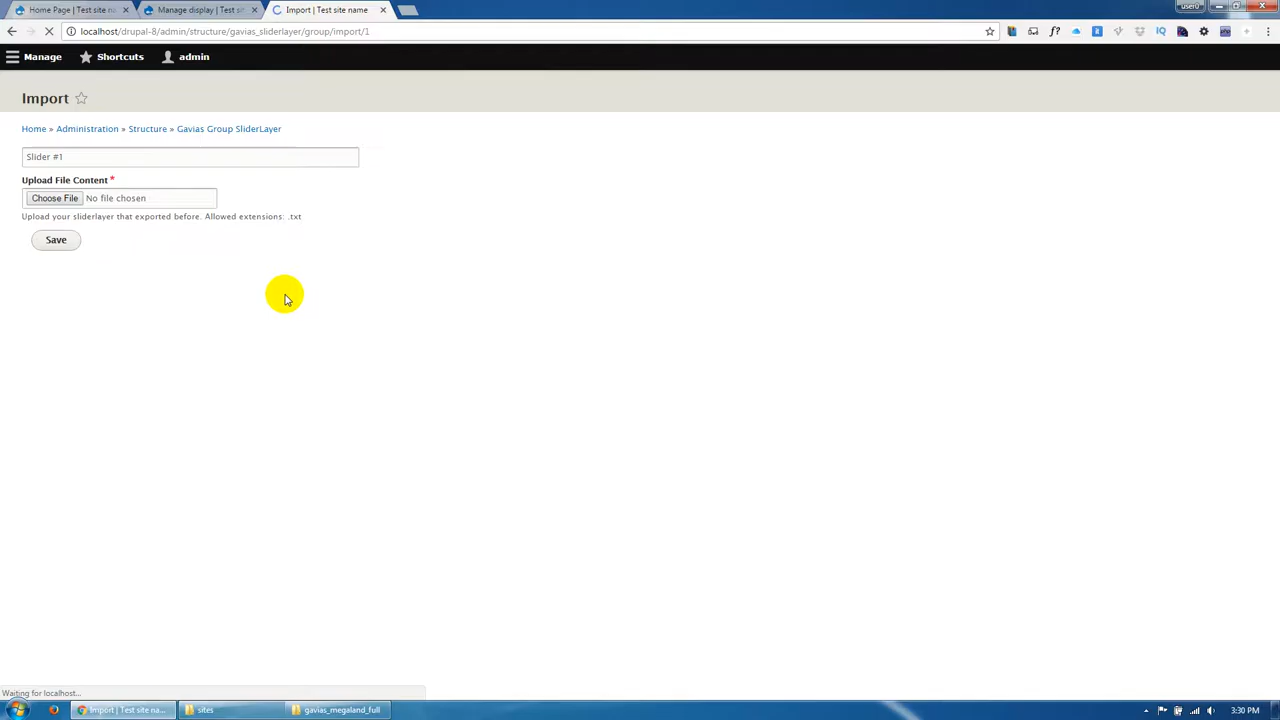 Home Page | Test site na
Manage display | Test si
Import | Test site name
user0
localhost/drupal-8/admin/structure/gavias_sliderlayer/group/import/1
Manage
Shortcuts
admin
Import
Home » Administration » Structure » Gavias Group SliderLayer
Slider #1
Upload File Content *
Choose File No file chosen
Upload your sliderlayer that exported before. Allowed extensions: .txt
Save
Waiting for localhost...
Import | Test site na...
sites
gavias_megaland_full
3:30 PM